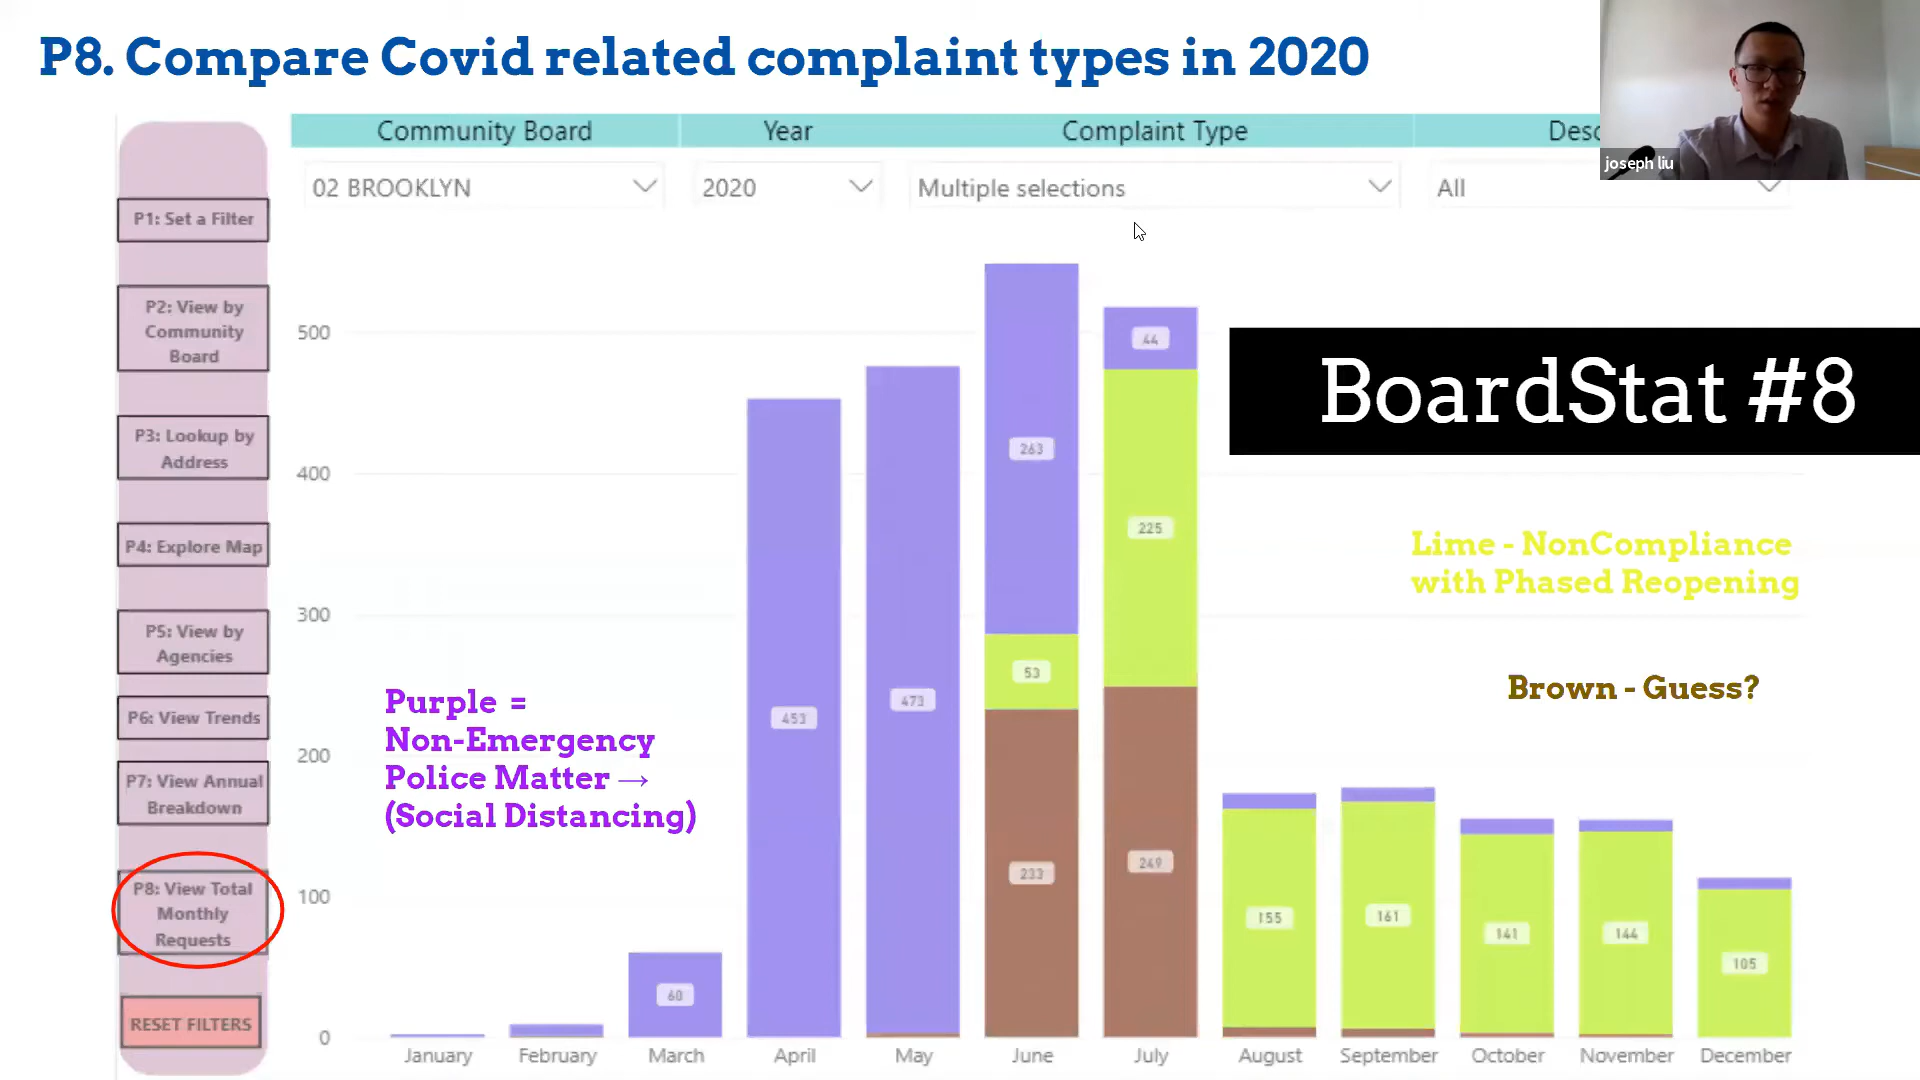 P8. Compare Covid related complaint types in 2020
joseph liu
Community Board
Year
Complaint Type
Desc
02 BROOKLYN
2020
Multiple selections
All
P1: Set a Filter
P2: View by
Community
Board
P3: Lookup by
Address
P4: Explore Map
P5: View by
Agencies
P6: View Trends
P7: View Annual
Breakdown
P8: View Total
Monthly
Requests
RESET FILTERS
BoardStat #8
Lime - NonCompliance
with Phased Reopening
Brown - Guess?
Purple =
Non-Emergency
Police Matter →
(Social Distancing)
500
400
300
200
100
0
60
453
473
263
53
233
44
225
249
155
161
141
144
105
January
February
March
April
May
June
July
August
September
October
November
December